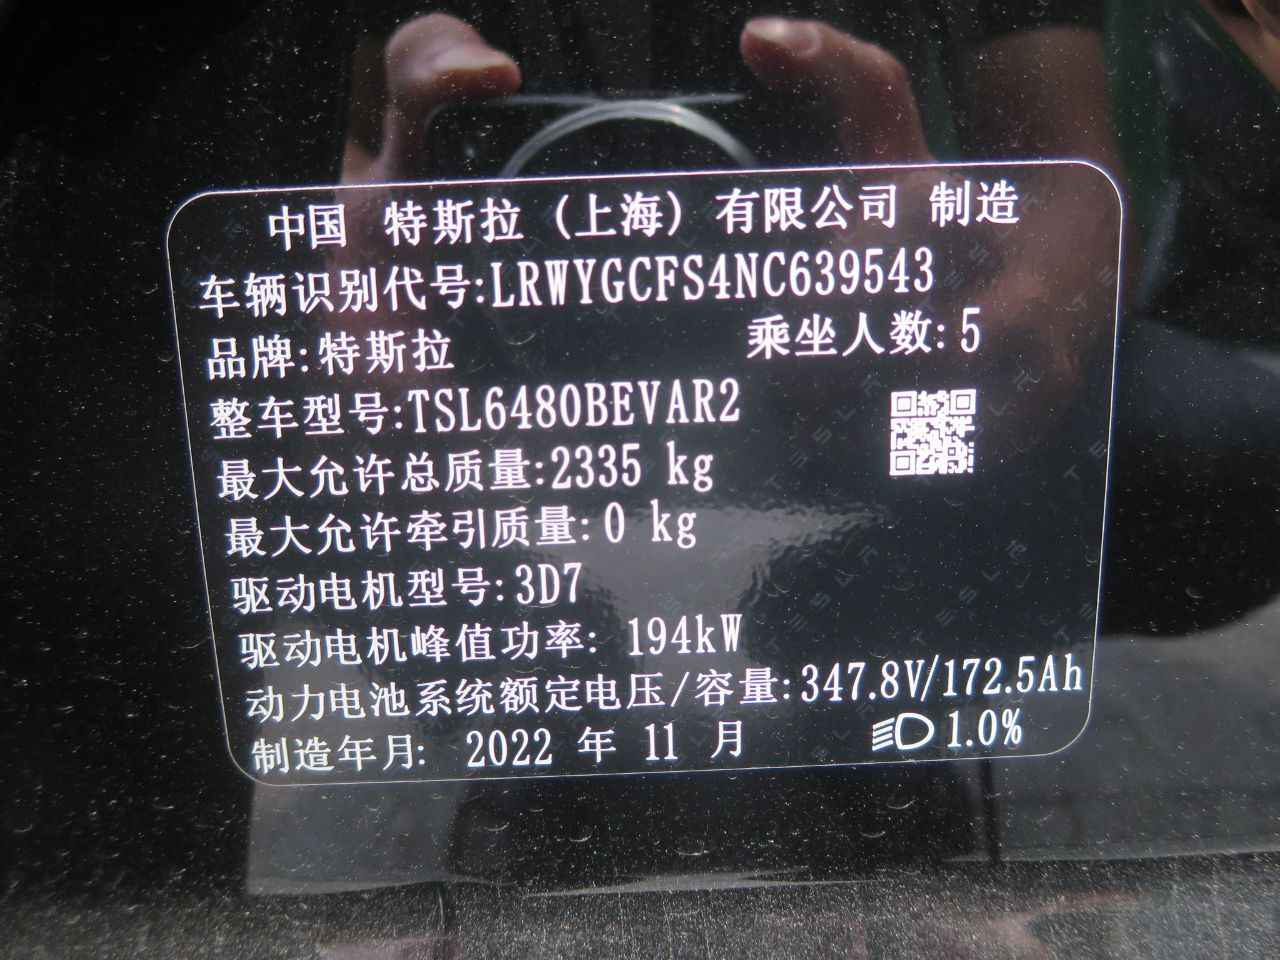 中国 特斯拉 (上海) 有限公司 制造
车辆识别代号:LRWYGCFS4NC639543
品牌:特斯拉 乘坐人数:5
整车型号:TSL6480BEVAR2
最大允许总质量:2335 kg
最大允许牵引质量:0 kg
驱动电机型号:3D7
驱动电机峰值功率: 194kW
动力电池系统额定电压/容量:347.8V/172.5Ah
制造年月: 2022 年 11 月 1.0%